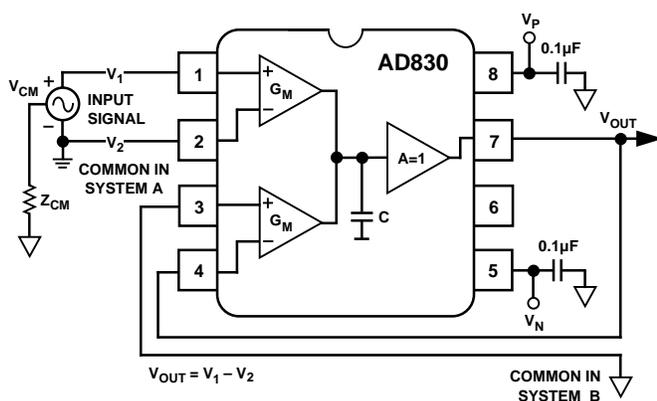 V_P
0.1µF
AD830
V_CM
+
V_1
1
+
G_M
–
8
V_OUT
INPUT
SIGNAL
–
V_2
2
A=1
7
COMMON IN
SYSTEM A
Z_CM
3
+
G_M
–
C
6
0.1µF
4
5
V_N
V_OUT = V_1 – V_2
COMMON IN
SYSTEM B